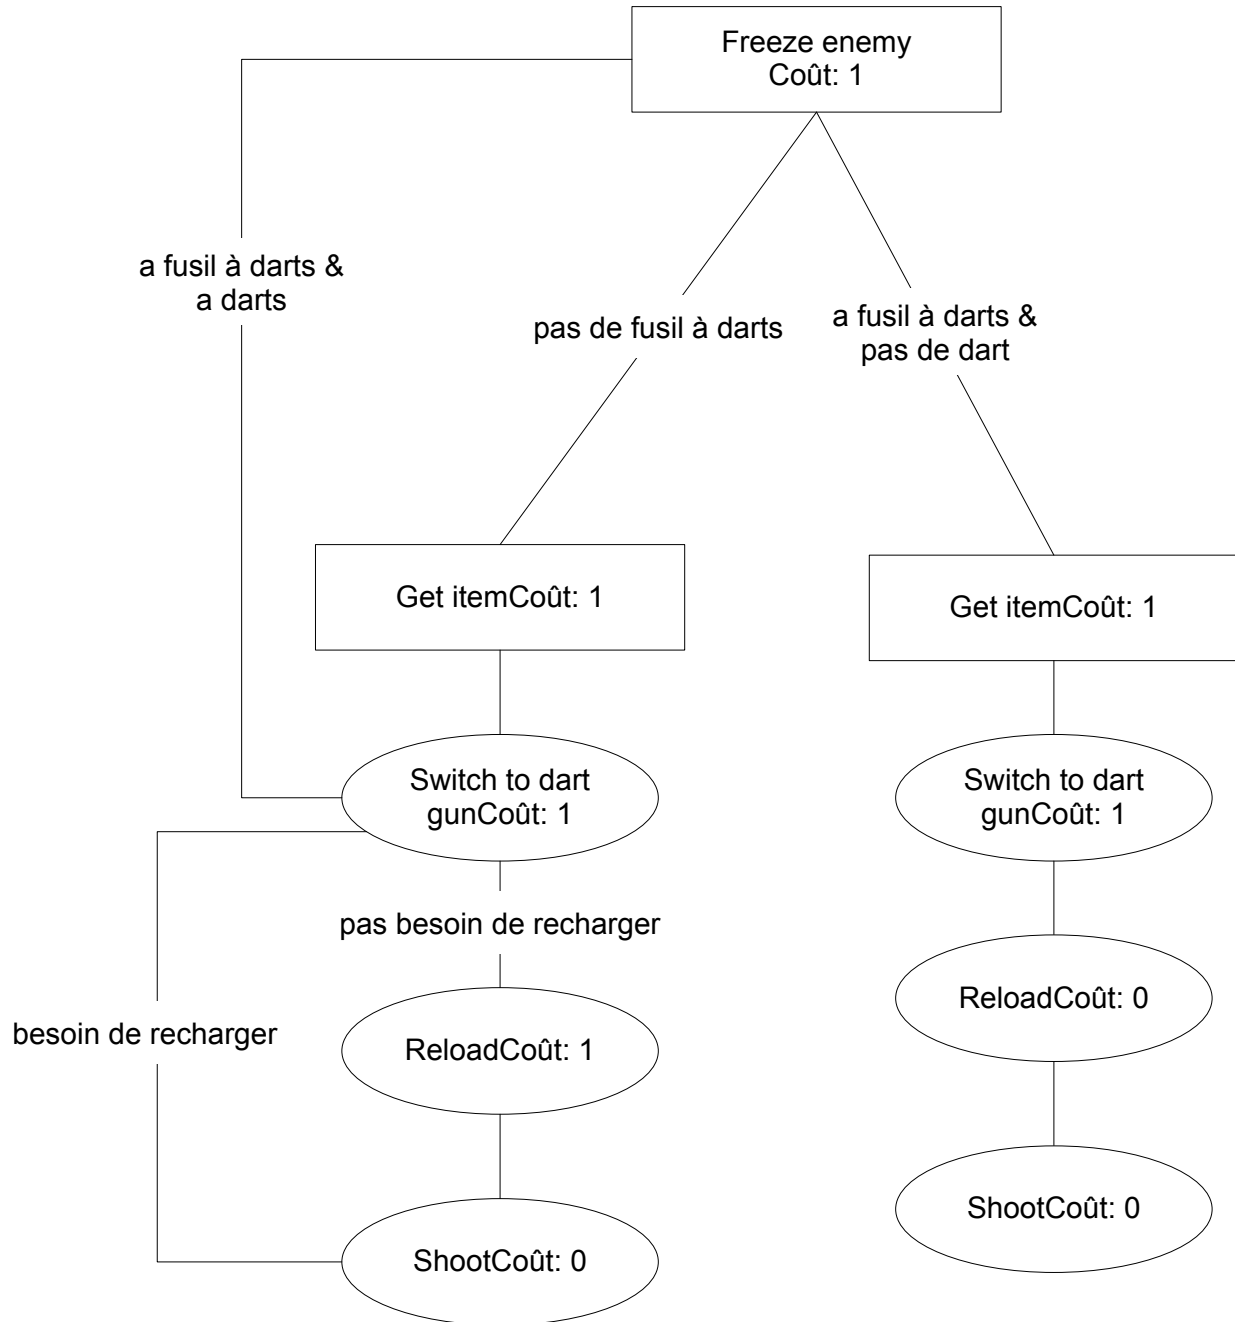 Freeze enemy
Coût: 1
a fusil à darts &
a darts
pas de fusil à darts
a fusil à darts &
pas de dart
Get itemCoût: 1
Get itemCoût: 1
Switch to dart
gunCoût: 1
Switch to dart
gunCoût: 1
pas besoin de recharger
ReloadCoût: 0
besoin de recharger
ReloadCoût: 1
ShootCoût: 0
ShootCoût: 0